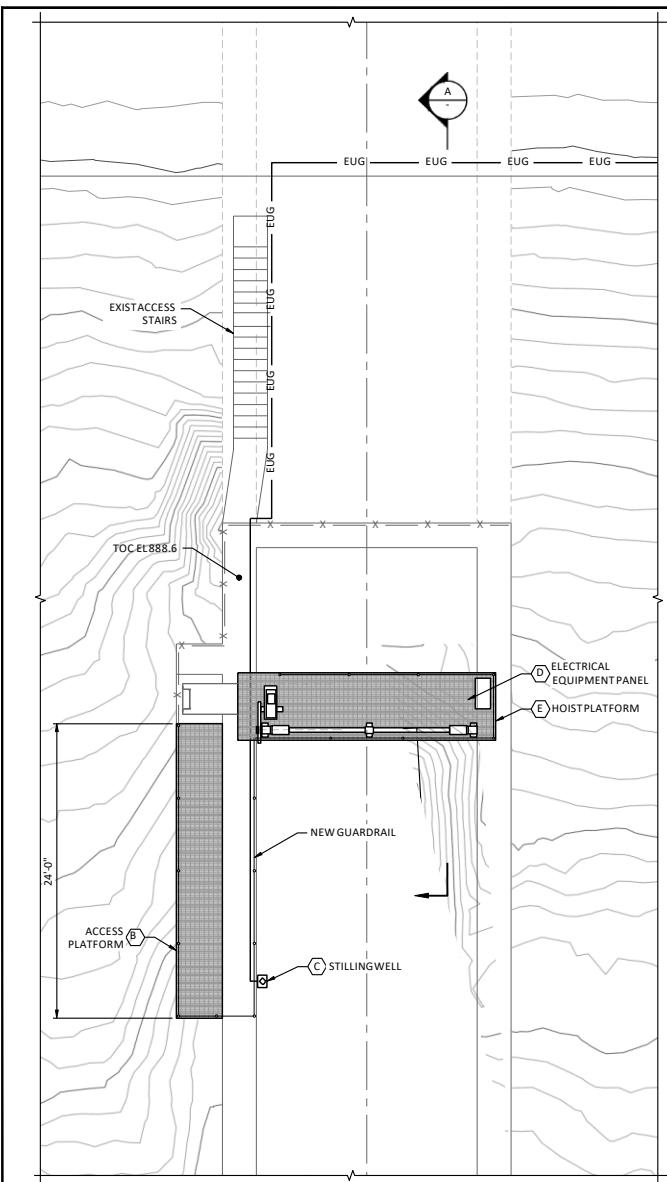 A
-
EUG EUG EUG EUG
EUG
EUG
EUG
EUG
EXIST ACCESS
STAIRS
X X X X X
X
TOC EL 888.6
X
X
X
X
D ELECTRICAL
EQUIPMENT PANEL
E HOIST PLATFORM
24'-0"
NEW GUARDRAIL
ACCESS
PLATFORM B
C STILLING WELL